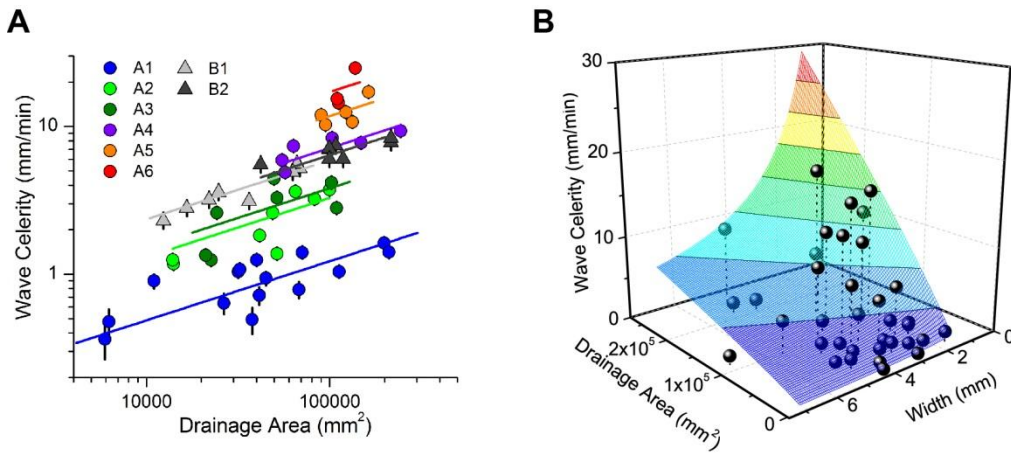 A
Wave Celerity (mm/min)
10
1
10000 100000
Drainage Area (mm²)
A1
A2
A3
A4
A5
A6
B1
B2
B
Wave Celerity (mm/min)
30
20
10
0
Drainage Area (mm²)
2x10⁵
1x10⁵
0
Width (mm)
6
4
2
0